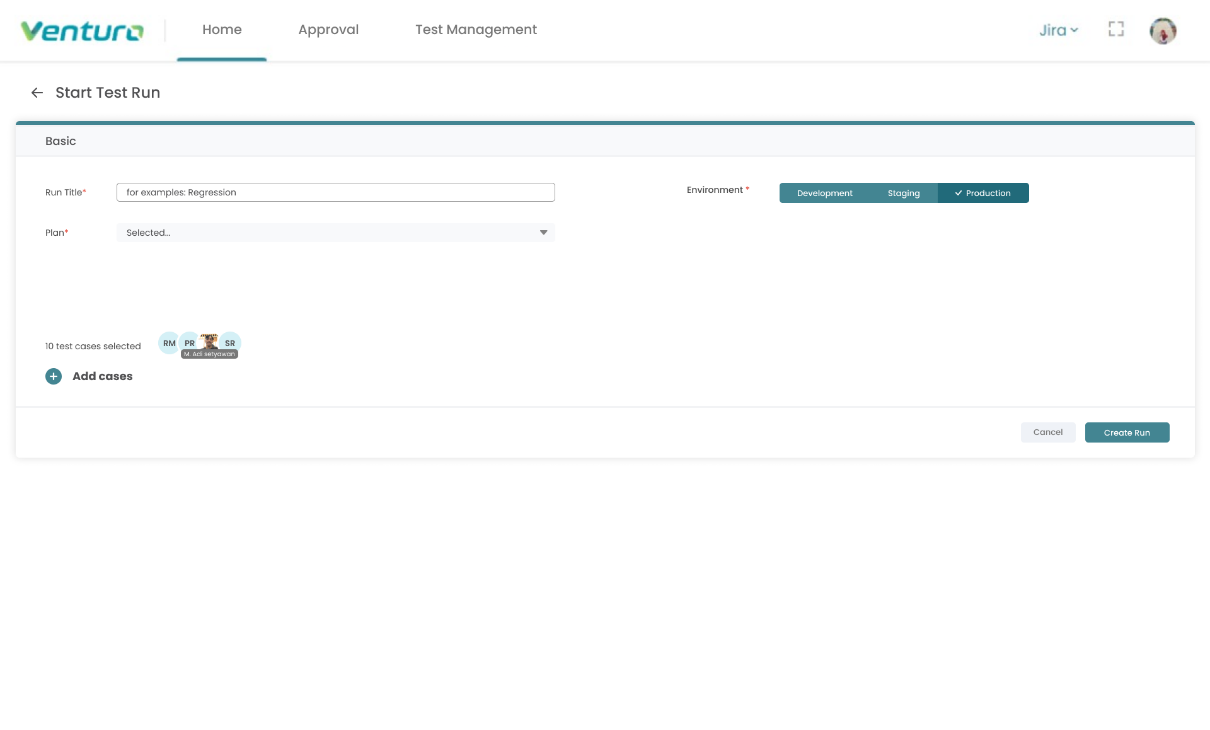 Venturo
Home Approval Test Management Jira
Start Test Run
Basic
Run Title* for examples: Regression Environment * Development Staging Production
Plan* Selected...
10 test cases selected RM PR SR
M. Adi setyawan
+ Add cases
Cancel Create Run